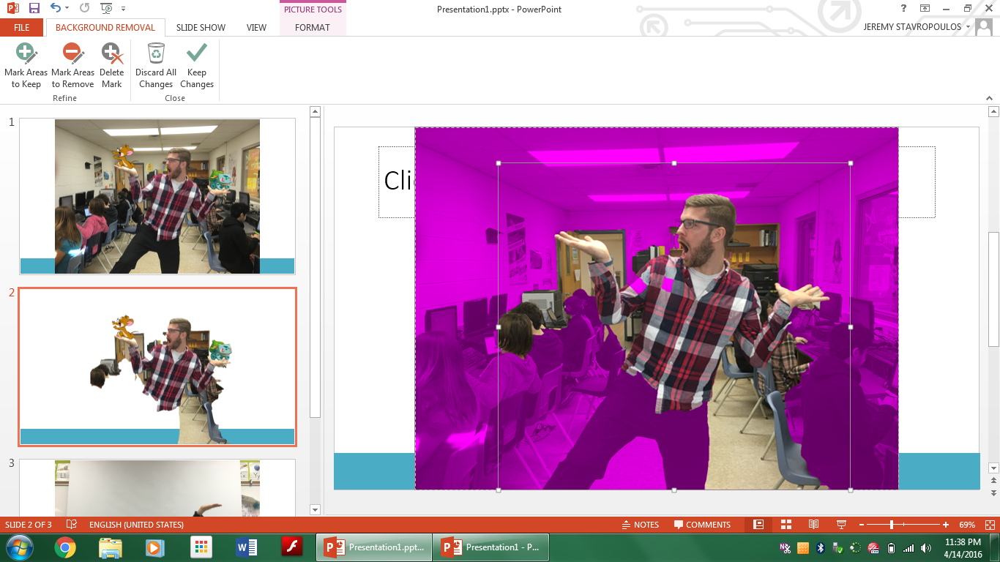 Presentation1.pptx - PowerPoint
PICTURE TOOLS
?
FILE
BACKGROUND REMOVAL
SLIDE SHOW
VIEW
FORMAT
JEREMY STAVROPOULOS
Mark Areas to Keep
Mark Areas to Remove
Delete Mark
Discard All Changes
Keep Changes
Refine
Close
1
2
3
Clic
SLIDE 2 OF 3
ENGLISH (UNITED STATES)
NOTES
COMMENTS
69%
Presentation1.ppt...
Presentation1 - P...
11:38 PM
4/14/2016